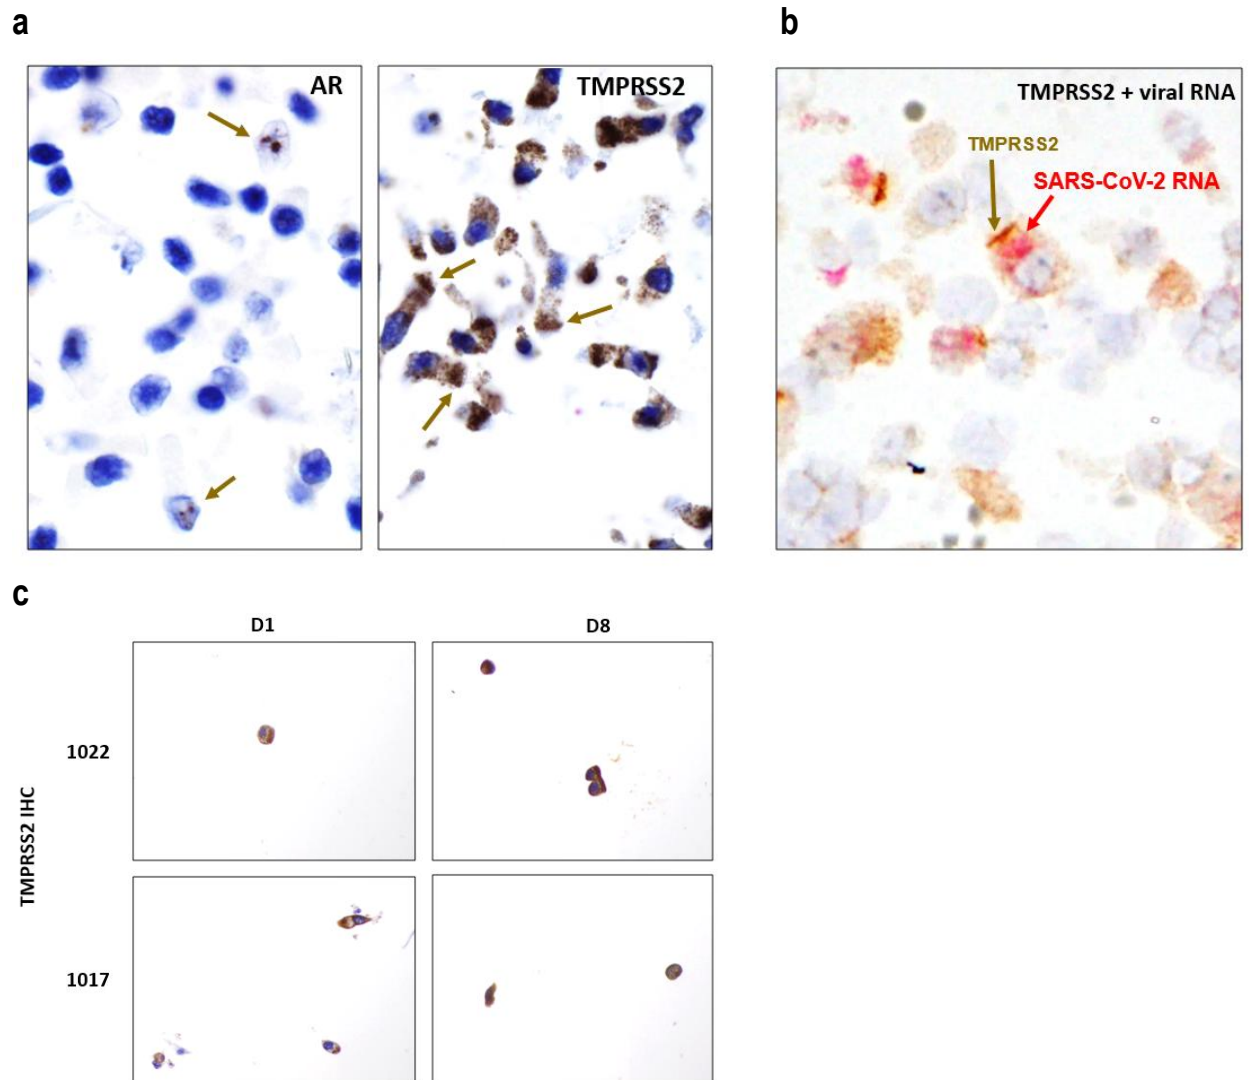 a
b
AR
TMPRSS2
TMPRSS2 + viral RNA
TMPRSS2
SARS-CoV-2 RNA
c
D1
D8
1022
TMPRSS2 IHC
1017